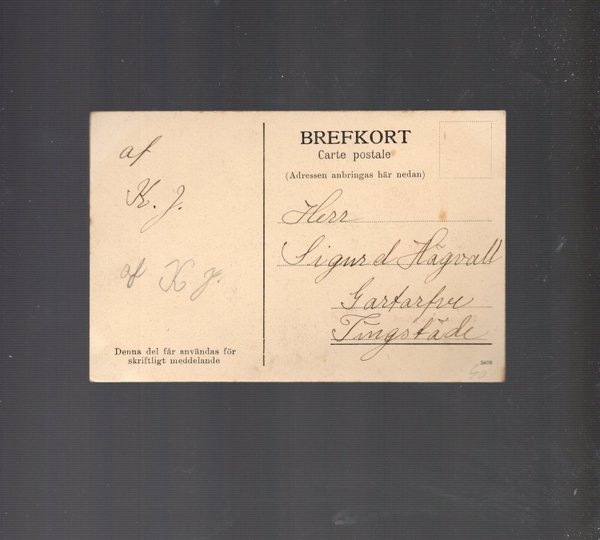 af
K. J.
af K J.
Denna del får användas för
skriftligt meddelande
BREFKORT
Carte postale
(Adressen anbringas här nedan)
Herr
Sigurd Hägvall
Gartarfve
Tingstäde
50